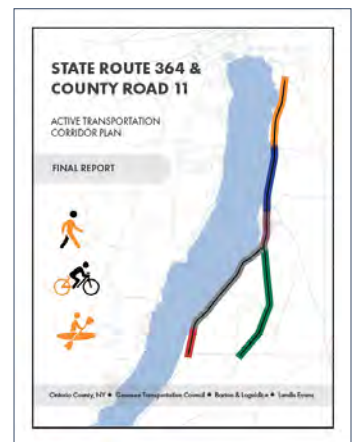 STATE ROUTE 364 &
COUNTY ROAD 11
ACTIVE TRANSPORTATION
CORRIDOR PLAN
FINAL REPORT
Ontario County, NY ● Genesee Transportation Council ● Barton & Loguidice ● Landis Evans